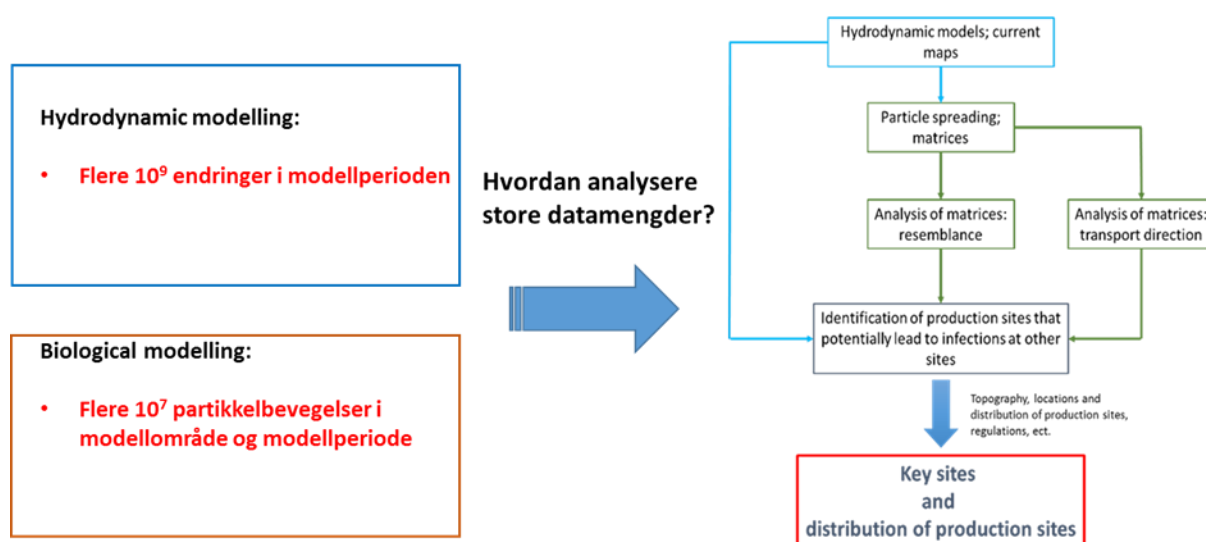 Hydrodynamic modelling:
• Flere 10⁹ endringer i modellperioden
Biological modelling:
• Flere 10⁷ partikkelbevegelser i
modellområde og modellperiode
Hvordan analysere
store datamengder?
Hydrodynamic models; current
maps
Particle spreading;
matrices
Analysis of matrices:
resemblance
Analysis of matrices:
transport direction
Identification of production sites that
potentially lead to infections at other
sites
Topography, locations and
distribution of production sites,
regulations, ect.
Key sites
and
distribution of production sites